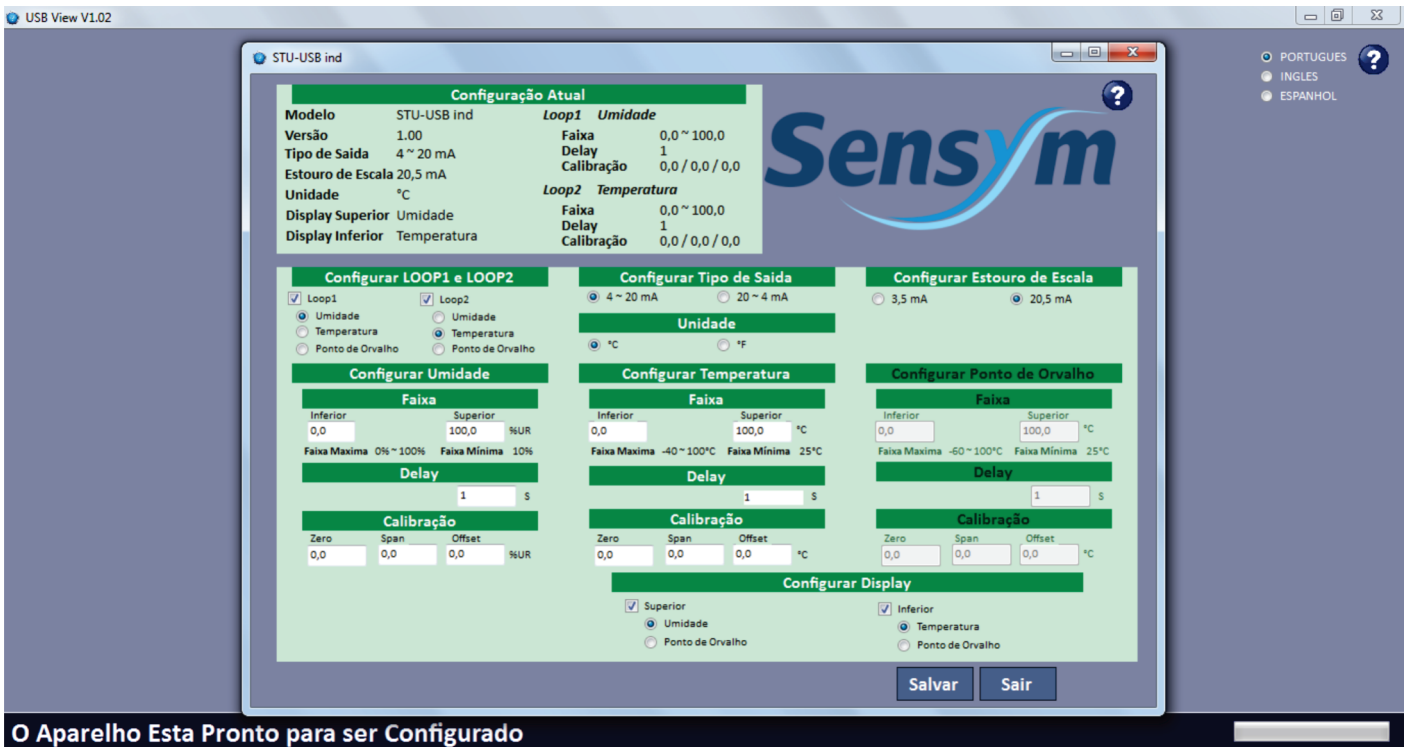 USB View V1.02
PORTUGUES
INGLES
ESPANHOL
STU-USB ind
Configuração Atual
Modelo STU-USB ind
Versão 1.00
Tipo de Saida 4 ~ 20 mA
Estouro de Escala 20,5 mA
Unidade °C
Display Superior Umidade
Display Inferior Temperatura
Loop1 Umidade
Faixa 0,0 ~ 100,0
Delay 1
Calibração 0,0 / 0,0 / 0,0
Loop2 Temperatura
Faixa 0,0 ~ 100,0
Delay 1
Calibração 0,0 / 0,0 / 0,0
?
Sensym
?
Configurar LOOP1 e LOOP2
Loop1 Loop2
Umidade Umidade
Temperatura Temperatura
Ponto de Orvalho Ponto de Orvalho
Configurar Tipo de Saida
4 ~ 20 mA 20 ~ 4 mA
Unidade
°C °F
Configurar Estouro de Escala
3,5 mA 20,5 mA
Configurar Umidade
Faixa
Inferior Superior
0,0 100,0 %UR
Faixa Maxima 0% ~ 100% Faixa Mínima 10%
Delay
1 S
Calibração
Zero Span Offset
0,0 0,0 0,0 %UR
Configurar Temperatura
Faixa
Inferior Superior
0,0 100,0 °C
Faixa Maxima -40 ~ 100°C Faixa Mínima 25°C
Delay
1 S
Calibração
Zero Span Offset
0,0 0,0 0,0 °C
Configurar Ponto de Orvalho
Faixa
Inferior Superior
0,0 100,0 °C
Faixa Maxima -60 ~ 100°C Faixa Mínima 25°C
Delay
1 S
Calibração
Zero Span Offset
0,0 0,0 0,0 °C
Configurar Display
Superior Inferior
Umidade Temperatura
Ponto de Orvalho Ponto de Orvalho
Salvar Sair
O Aparelho Esta Pronto para ser Configurado